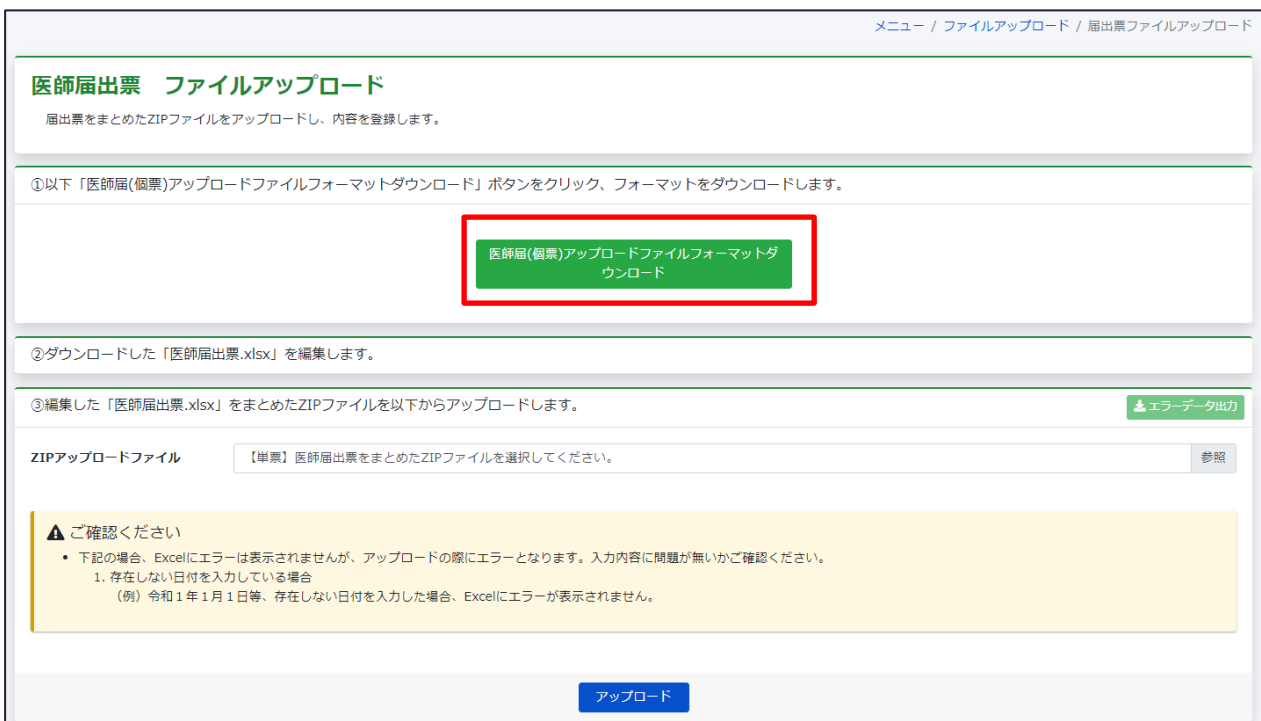 メニュー / ファイルアップロード / 届出票ファイルアップロード
医師届出票　ファイルアップロード
届出票をまとめたZIPファイルをアップロードし、内容を登録します。
①以下「医師届(個票)アップロードファイルフォーマットダウンロード」ボタンをクリック、フォーマットをダウンロードします。
医師届(個票)アップロードファイルフォーマットダ
ウンロード
②ダウンロードした「医師届出票.xlsx」を編集します。
③編集した「医師届出票.xlsx」をまとめたZIPファイルを以下からアップロードします。
エラーデータ出力
ZIPアップロードファイル
【単票】医師届出票をまとめたZIPファイルを選択してください。
参照
ご確認ください
• 下記の場合、Excelにエラーは表示されませんが、アップロードの際にエラーとなります。入力内容に問題が無いかご確認ください。
1. 存在しない日付を入力している場合
（例）令和１年１月１日等、存在しない日付を入力した場合、Excelにエラーが表示されません。
アップロード